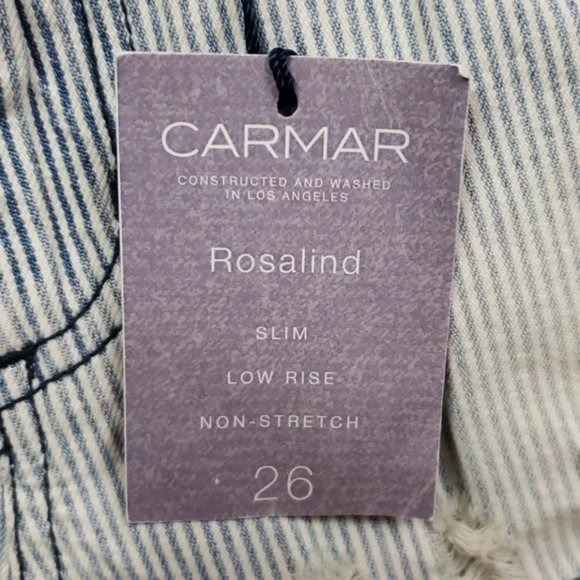 CARMAR
CONSTRUCTED AND WASHED
IN LOS ANGELES
Rosalind
SLIM
LOW RISE
NON-STRETCH
26